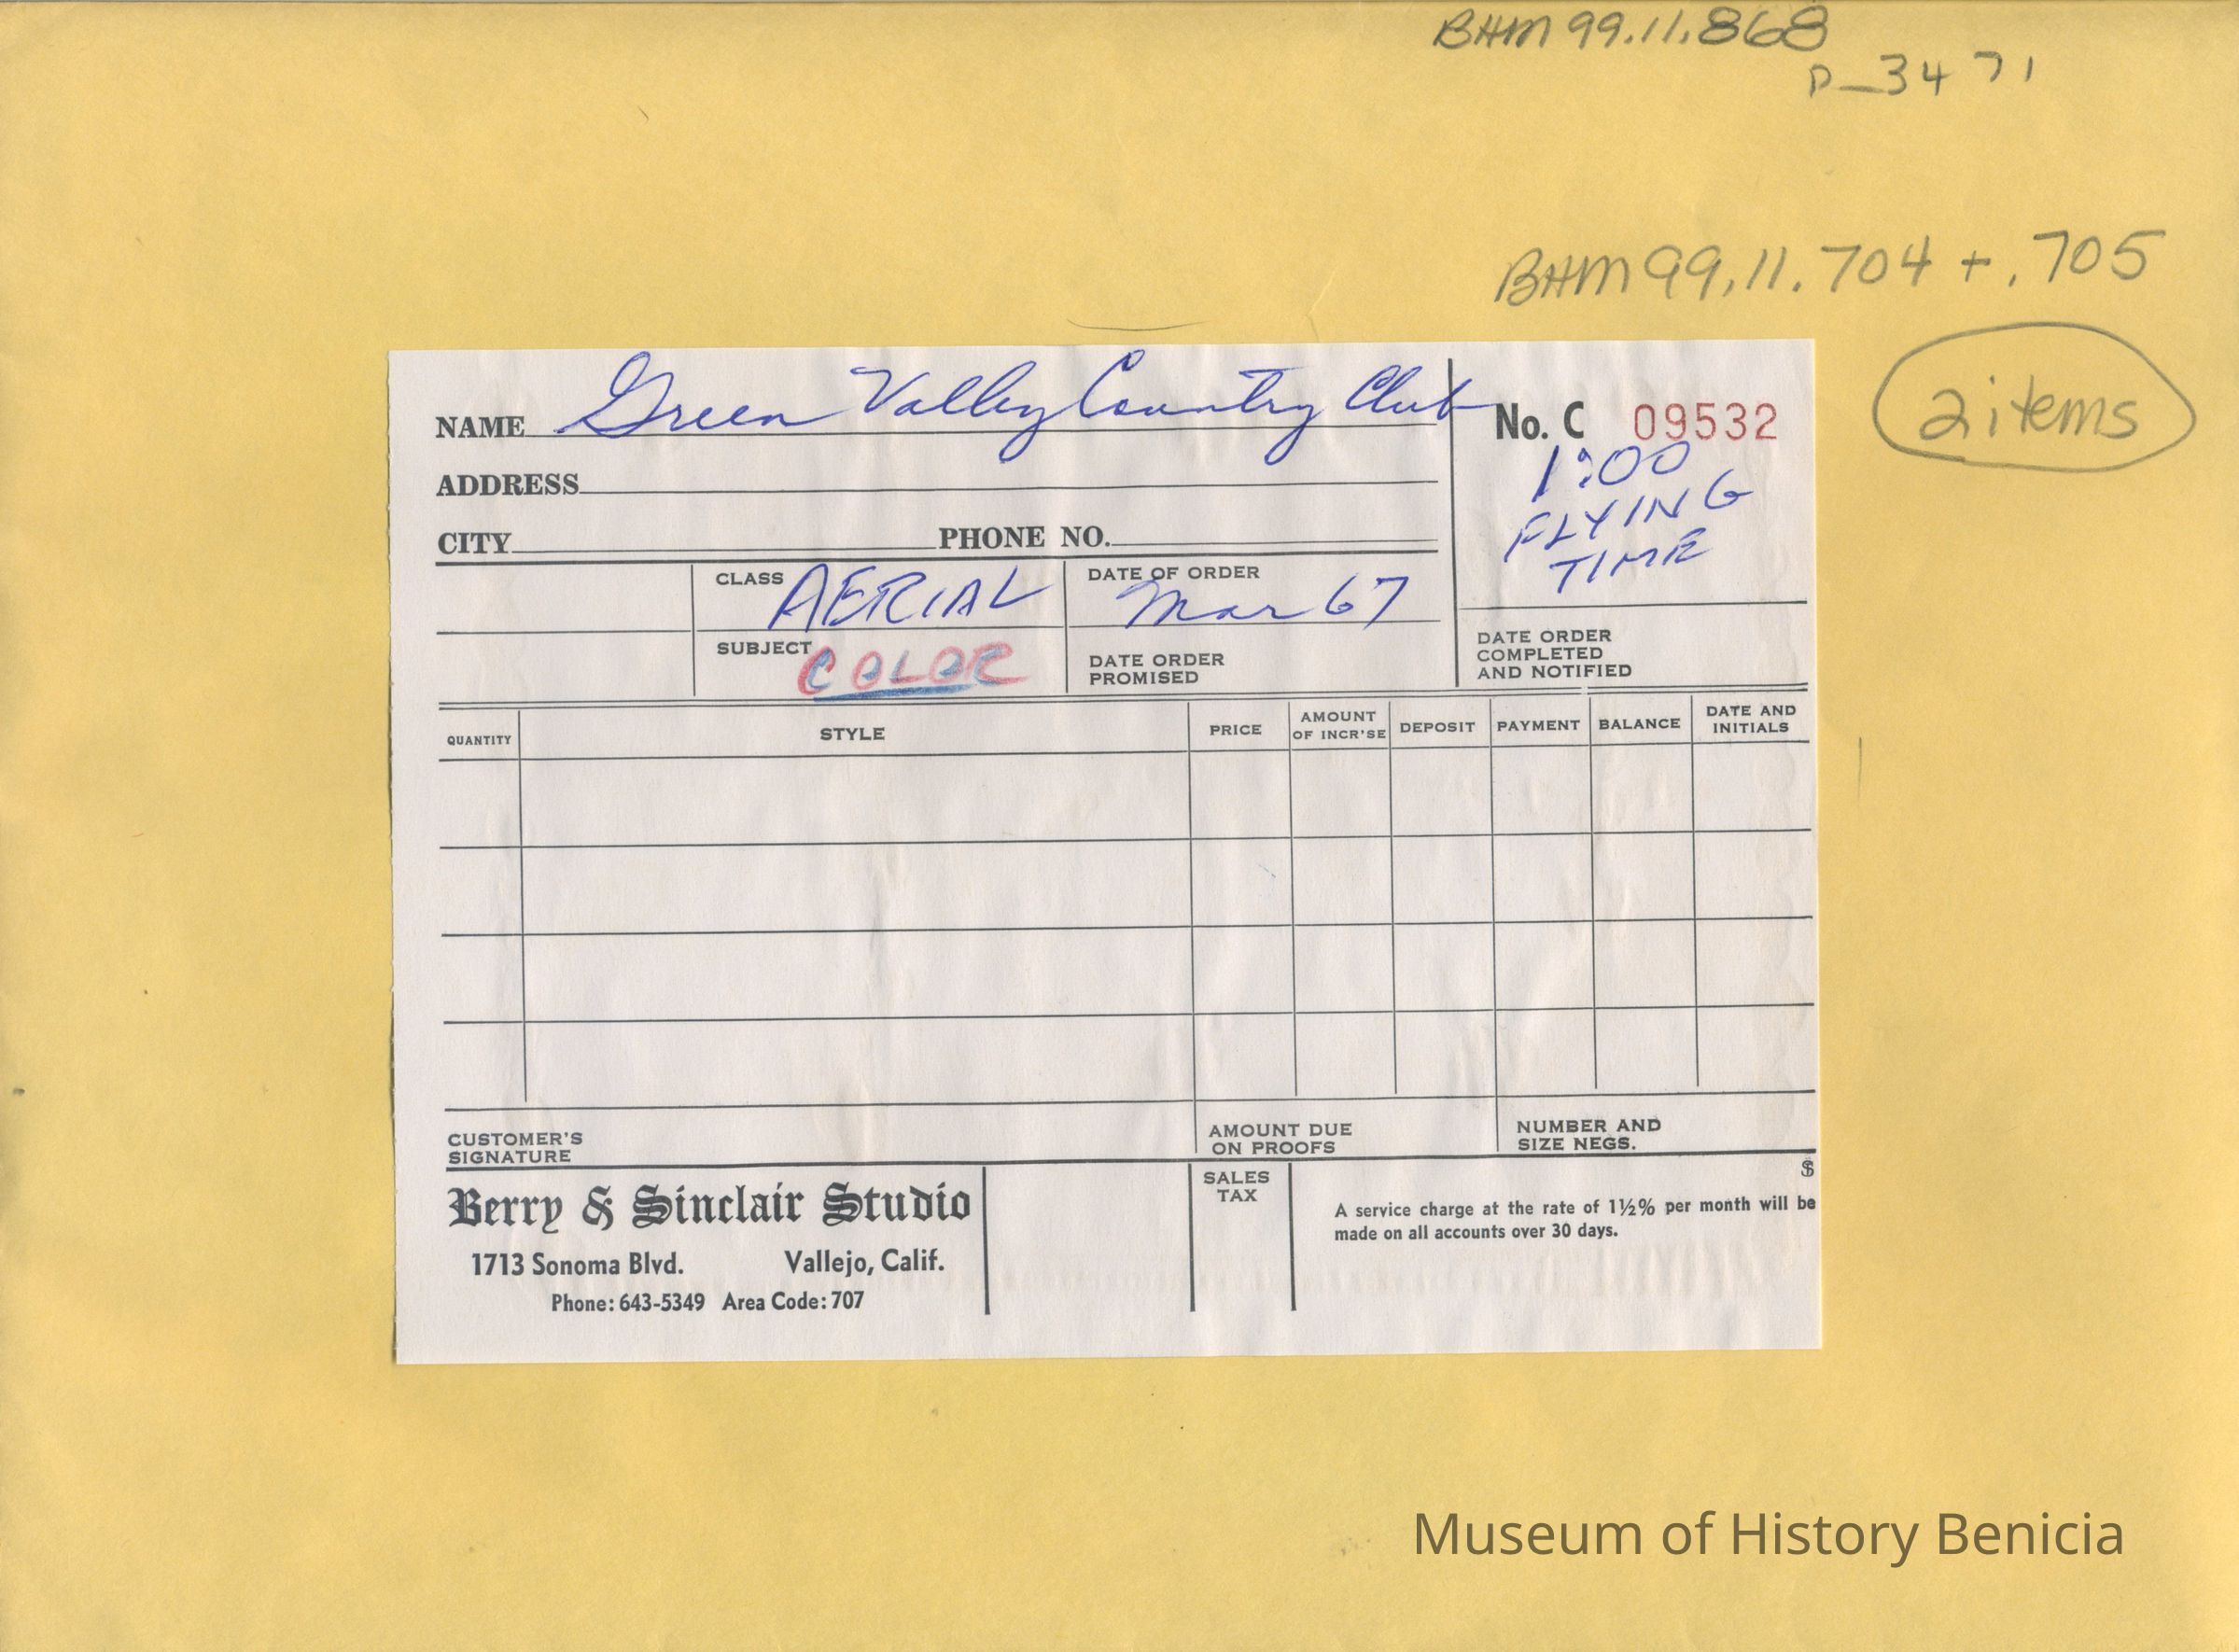 BHM 99.11.868
P_3471
BHM 99.11.704 + .705
2 items
NAME Green Valley Country Club
No. C 09532
ADDRESS
1:00
FLYING
TIME
CITY PHONE NO.
CLASS AERIAL
DATE OF ORDER
Mar 67
SUBJECT COLOR
DATE ORDER
PROMISED
DATE ORDER
COMPLETED
AND NOTIFIED
QUANTITY STYLE PRICE AMOUNT OF INCR'SE DEPOSIT PAYMENT BALANCE DATE AND INITIALS
CUSTOMER'S
SIGNATURE
AMOUNT DUE
ON PROOFS
NUMBER AND
SIZE NEGS.
Berry & Sinclair Studio
1713 Sonoma Blvd. Vallejo, Calif.
Phone: 643-5349 Area Code: 707
SALES
TAX
$
A service charge at the rate of 1½% per month will be
made on all accounts over 30 days.
Museum of History Benicia